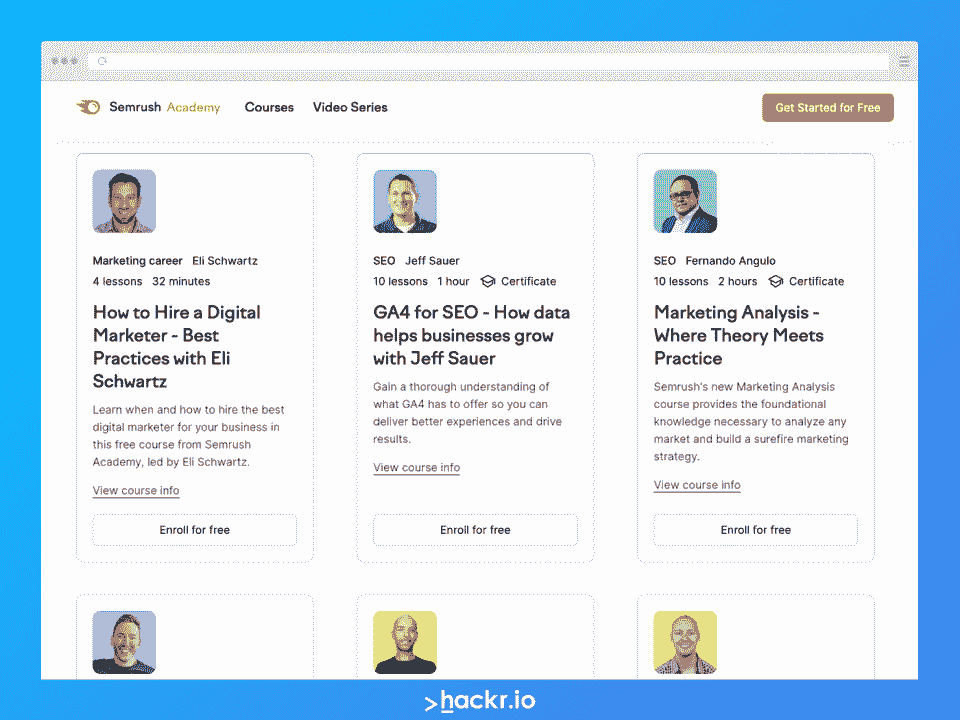 Semrush Academy Courses Video Series Get Started for Free
Marketing career Eli Schwartz
4 lessons 32 minutes
How to Hire a Digital
Marketer - Best
Practices with Eli
Schwartz
Learn when and how to hire the best
digital marketer for your business in
this free course from Semrush
Academy, led by Eli Schwartz.
View course info
Enroll for free
SEO Jeff Sauer
10 lessons 1 hour Certificate
GA4 for SEO - How data
helps businesses grow
with Jeff Sauer
Gain a thorough understanding of
what GA4 has to offer so you can
deliver better experiences and drive
results.
View course info
Enroll for free
SEO Fernando Angulo
10 lessons 2 hours Certificate
Marketing Analysis -
Where Theory Meets
Practice
Semrush's new Marketing Analysis
course provides the foundational
knowledge necessary to analyze any
market and build a surefire marketing
strategy.
View course info
Enroll for free
>hackr.io